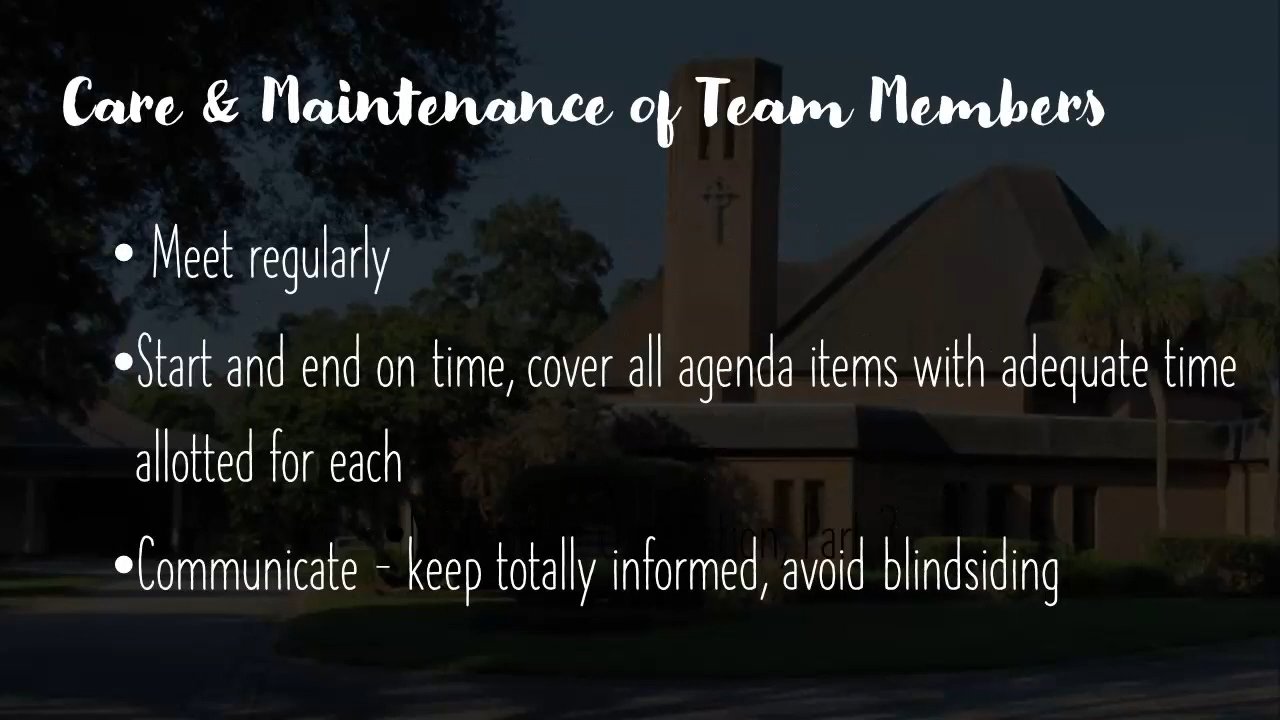 Care & Maintenance of Team Members
• Meet regularly
•Start and end on time, cover all agenda items with adequate time
allotted for each
•Communicate - keep totally informed, avoid blindsiding